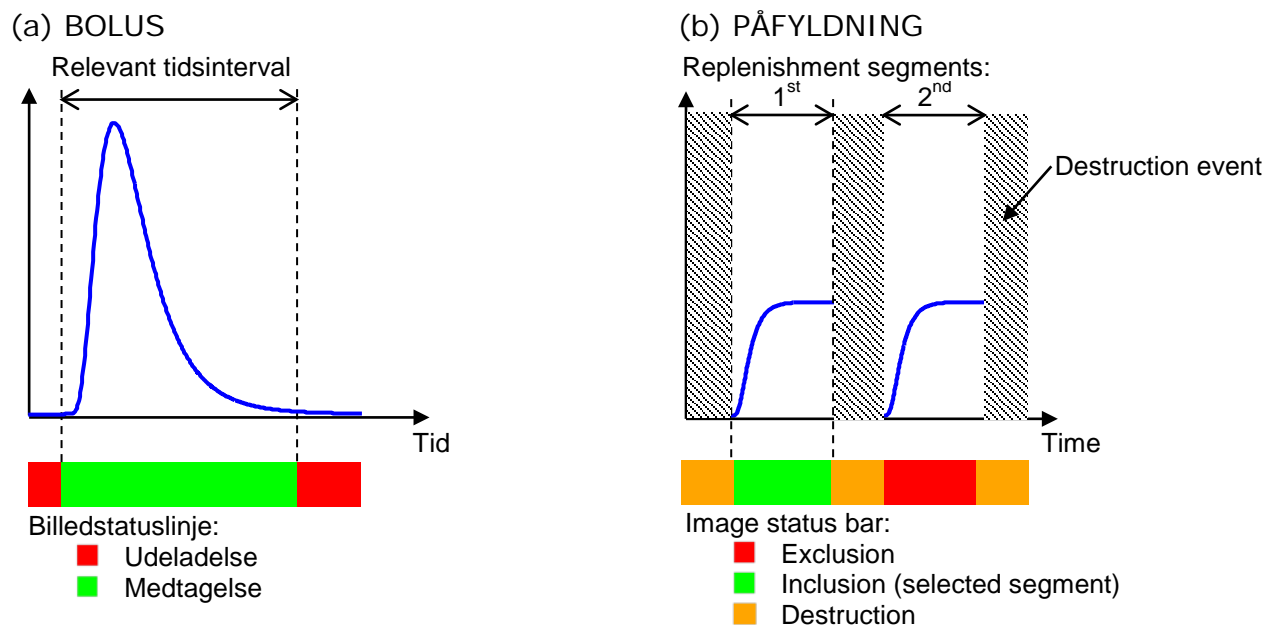 (a) BOLUS
Relevant tidsinterval
Tid
Billedstatuslinje:
Udeladelse
Medtagelse
(b) PÅFYLDNING
Replenishment segments:
1st
2nd
Destruction event
Time
Image status bar:
Exclusion
Inclusion (selected segment)
Destruction